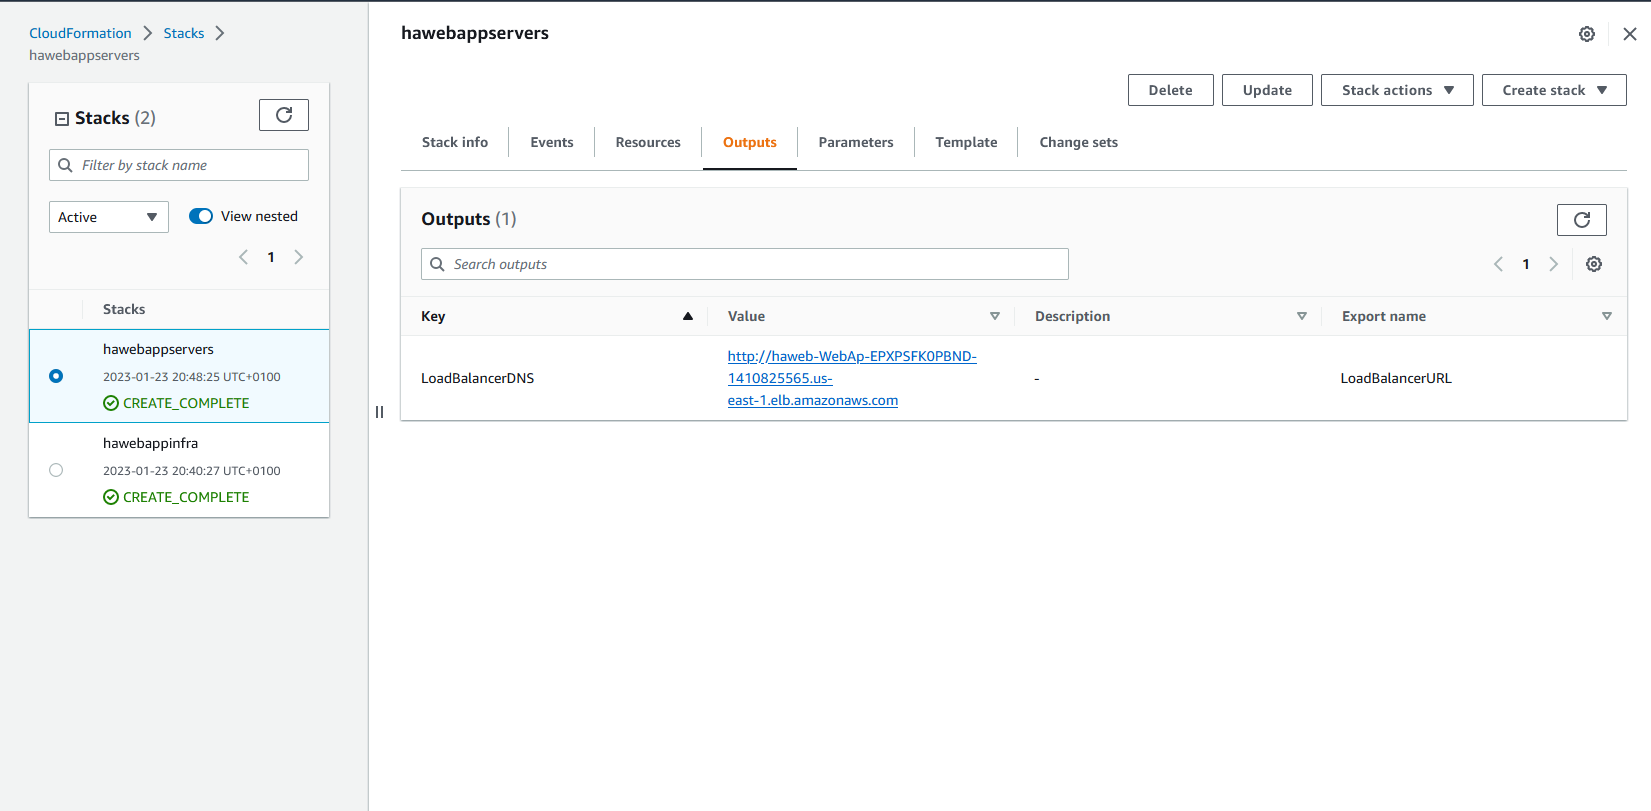 CloudFormation
Stacks
hawebappservers
Stacks (2)
Filter by stack name
Active
View nested
1
Stacks
hawebappservers
2023-01-23 20:48:25 UTC+0100
CREATE_COMPLETE
hawebappinfra
2023-01-23 20:40:27 UTC+0100
CREATE_COMPLETE
hawebappservers
Delete
Update
Stack actions
Create stack
Stack info
Events
Resources
Outputs
Parameters
Template
Change sets
Outputs (1)
Search outputs
1
Key
Value
Description
Export name
LoadBalancerDNS
http://haweb-WebAp-EPXPSFK0PBND-
1410825565.us-
east-1.elb.amazonaws.com
-
LoadBalancerURL